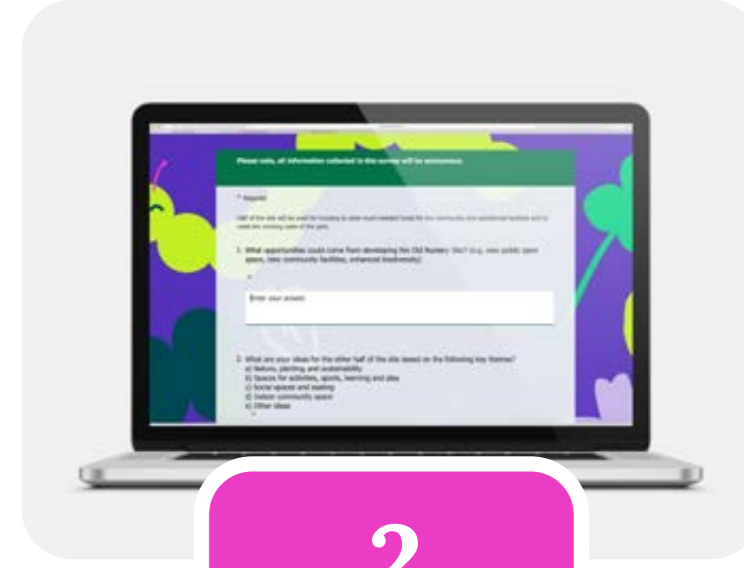 Please note, all information collected in this survey will be anonymous.
* Required
Half of the site will be used for housing to raise much needed funds for the community and operational facilities and to
meet the running costs of the park.
1. What opportunities could come from developing the Old Nursery Site? (e.g. new public open
space, new community facilities, enhanced biodiversity)
*
Enter your answer
2. What are your ideas for the other half of the site based on the following key themes?
a) Nature, planting and sustainability
b) Spaces for activities, sports, learning and play
c) Social spaces and seating
d) Indoor community space
e) Other ideas
*
2